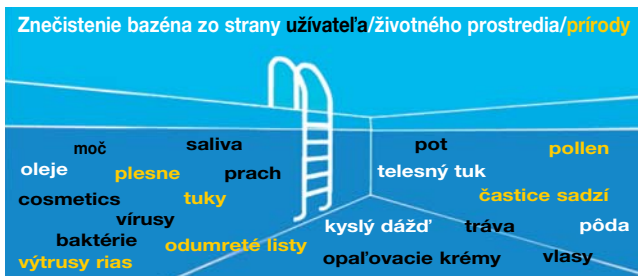 Znečistenie bazéna zo strany užívateľa/životného prostredia/prírody
moč saliva pot pollen
oleje plesne prach telesný tuk
cosmetics tuky častice sadzí
vírusy kyslý dážď tráva pôda
baktérie odumreté listy
výtrusy rias opaľovacie krémy vlasy